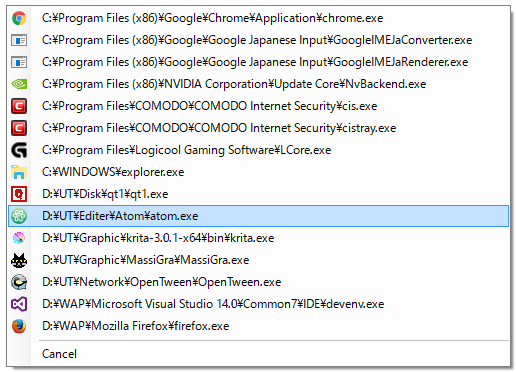 C:¥Program Files (x86)¥Google¥Chrome¥Application¥chrome.exe
C:¥Program Files (x86)¥Google¥Google Japanese Input¥GoogleIMEJaConverter.exe
C:¥Program Files (x86)¥Google¥Google Japanese Input¥GoogleIMEJaRenderer.exe
C:¥Program Files (x86)¥NVIDIA Corporation¥Update Core¥NvBackend.exe
C:¥Program Files¥COMODO¥COMODO Internet Security¥cis.exe
C:¥Program Files¥COMODO¥COMODO Internet Security¥cistray.exe
C:¥Program Files¥Logicool Gaming Software¥LCore.exe
C:¥WINDOWS¥explorer.exe
D:¥UT¥Disk¥qt1¥qt1.exe
D:¥UT¥Editer¥Atom¥atom.exe
D:¥UT¥Graphic¥krita-3.0.1-x64¥bin¥krita.exe
D:¥UT¥Graphic¥MassiGra¥MassiGra.exe
D:¥UT¥Network¥OpenTween¥OpenTween.exe
D:¥WAP¥Microsoft Visual Studio 14.0¥Common7¥IDE¥devenv.exe
D:¥WAP¥Mozilla Firefox¥firefox.exe
Cancel